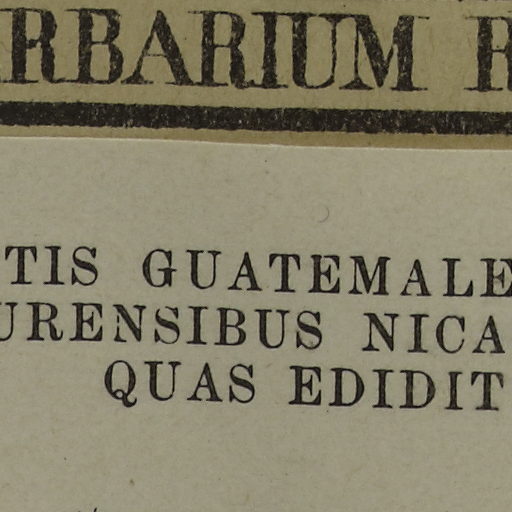 RBARIUM R
TIS GUATEMALE
URENSIBUS NICA
QUAS EDIDIT